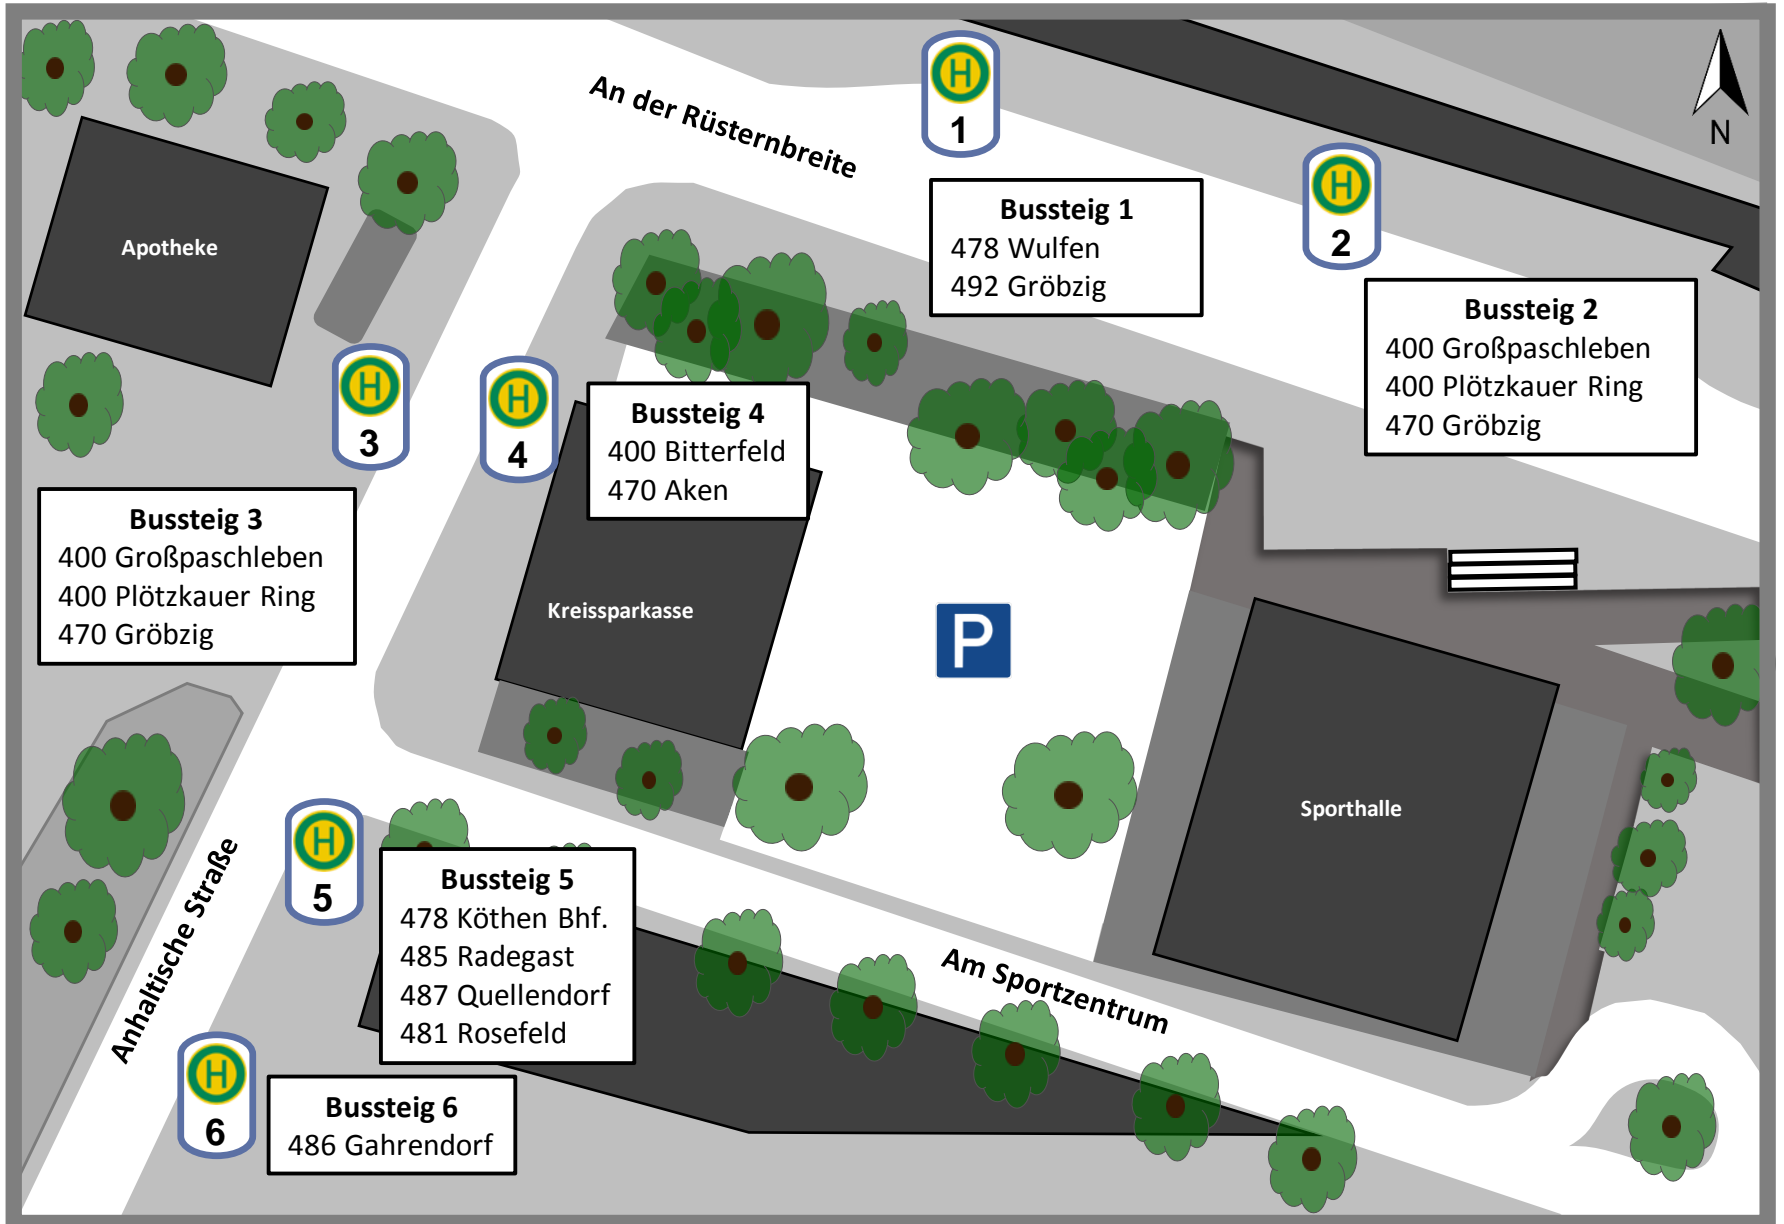 An der Rüsternbreite
H
1
N
H
2
Bussteig 1
478 Wulfen
492 Gröbzig
Apotheke
Bussteig 2
400 Großpaschleben
400 Plötzkauer Ring
470 Gröbzig
H
3
H
4
Bussteig 4
400 Bitterfeld
470 Aken
Bussteig 3
400 Großpaschleben
400 Plötzkauer Ring
470 Gröbzig
Kreissparkasse
P
Sporthalle
H
5
Anhaltische Straße
Bussteig 5
478 Köthen Bhf.
485 Radegast
487 Quellendorf
481 Rosefeld
Am Sportzentrum
H
6
Bussteig 6
486 Gahrendorf